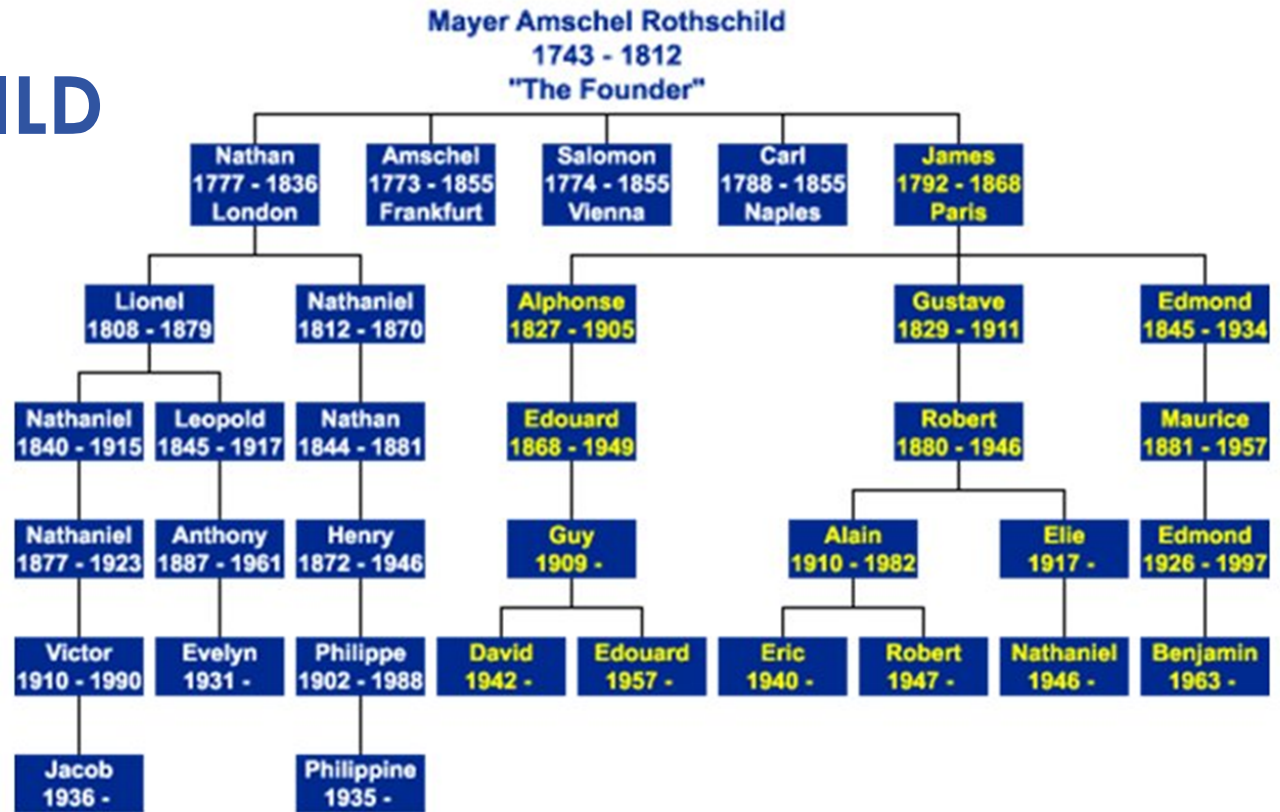 Mayer Amschel Rothschild
1743 - 1812
"The Founder"
ILD
Nathan
1777 - 1836
London
Amschel
1773 - 1855
Frankfurt
Salomon
1774 - 1855
Vienna
Carl
1788 - 1855
Naples
James
1792 - 1868
Paris
Lionel
1808 - 1879
Nathaniel
1812 - 1870
Alphonse
1827 - 1905
Gustave
1829 - 1911
Edmond
1845 - 1934
Nathaniel
1840 - 1915
Leopold
1845 - 1917
Nathan
1844 - 1881
Edouard
1868 - 1949
Robert
1880 - 1946
Maurice
1881 - 1957
Nathaniel
1877 - 1923
Anthony
1887 - 1961
Henry
1872 - 1946
Guy
1909 -
Alain
1910 - 1982
Elie
1917 -
Edmond
1926 - 1997
Victor
1910 - 1990
Evelyn
1931 -
Philippe
1902 - 1988
David
1942 -
Edouard
1957 -
Eric
1940 -
Robert
1947 -
Nathaniel
1946 -
Benjamin
1963 -
Jacob
1936 -
Philippine
1935 -